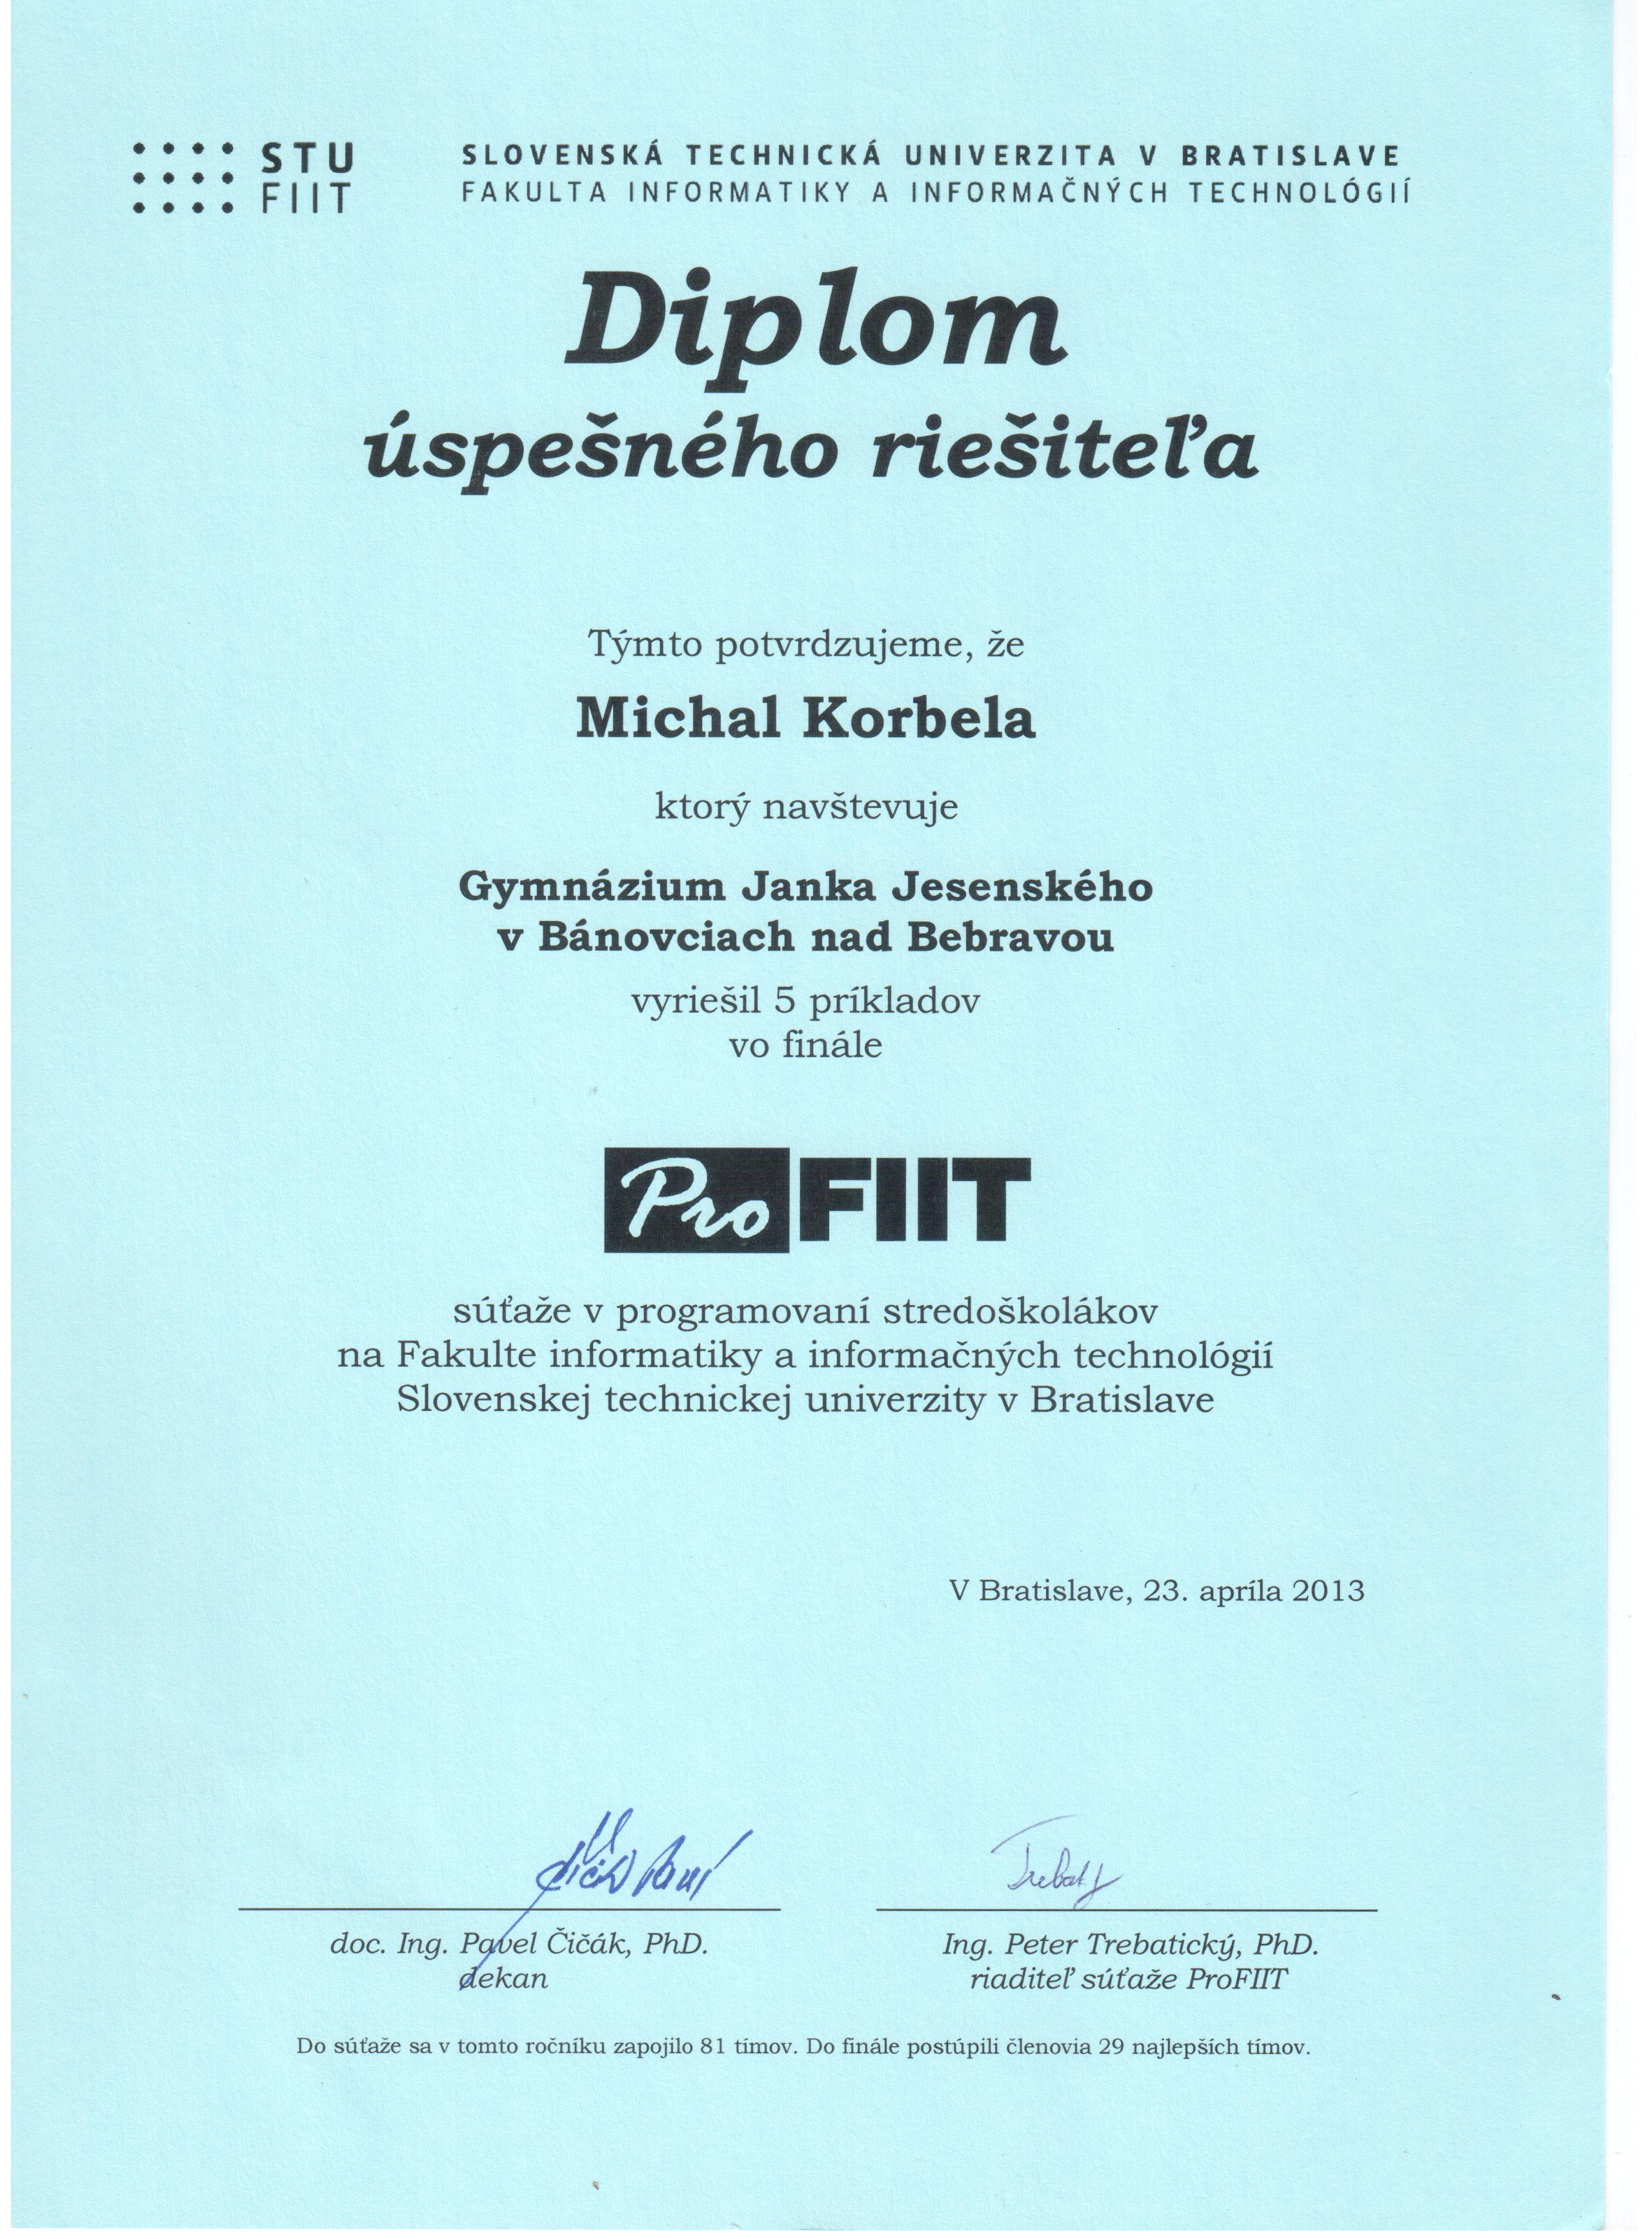 STU
FIIT
SLOVENSKÁ TECHNICKÁ UNIVERZITA V BRATISLAVE
FAKULTA INFORMATIKY A INFORMAČNÝCH TECHNOLÓGIÍ
Diplom
úspešného riešiteľa
Týmto potvrdzujeme, že
Michal Korbela
ktorý navštevuje
Gymnázium Janka Jesenského
v Bánovciach nad Bebravou
vyriešil 5 príkladov
vo finále
Pro FIIT
súťaže v programovaní stredoškolákov
na Fakulte informatiky a informačných technológií
Slovenskej technickej univerzity v Bratislave
V Bratislave, 23. apríla 2013
doc. Ing. Pavel Čičák, PhD.
dekan
Ing. Peter Trebatický, PhD.
riaditeľ súťaže ProFIIT
Do súťaže sa v tomto ročníku zapojilo 81 tímov. Do finále postúpili členovia 29 najlepších tímov.